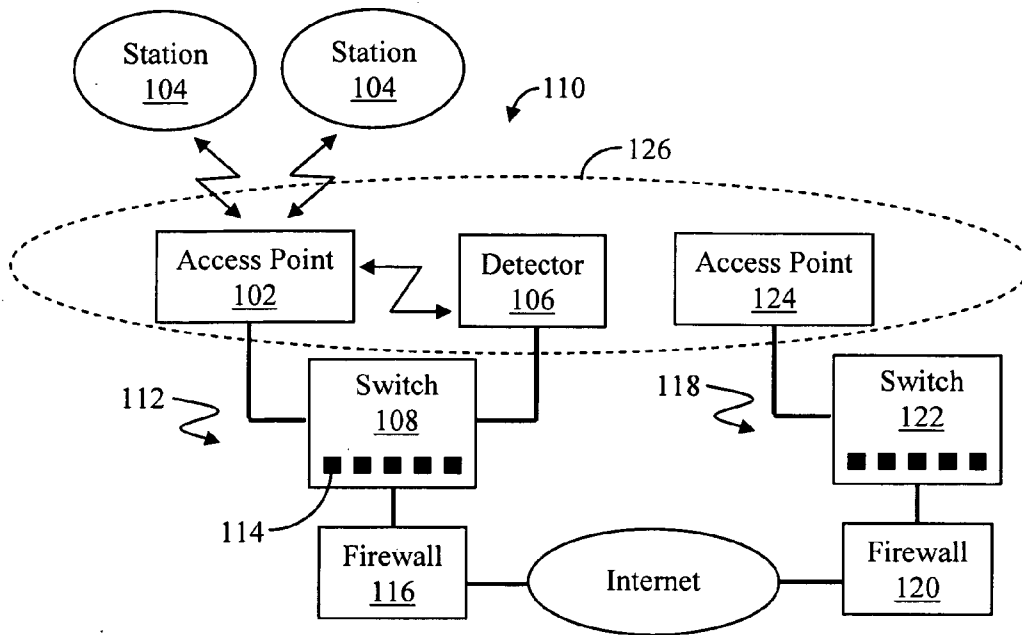 Station
104
Station
104
110
126
Access Point
102
Detector
106
Access Point
124
112
Switch
108
118
Switch
122
114
Firewall
116
Internet
Firewall
120